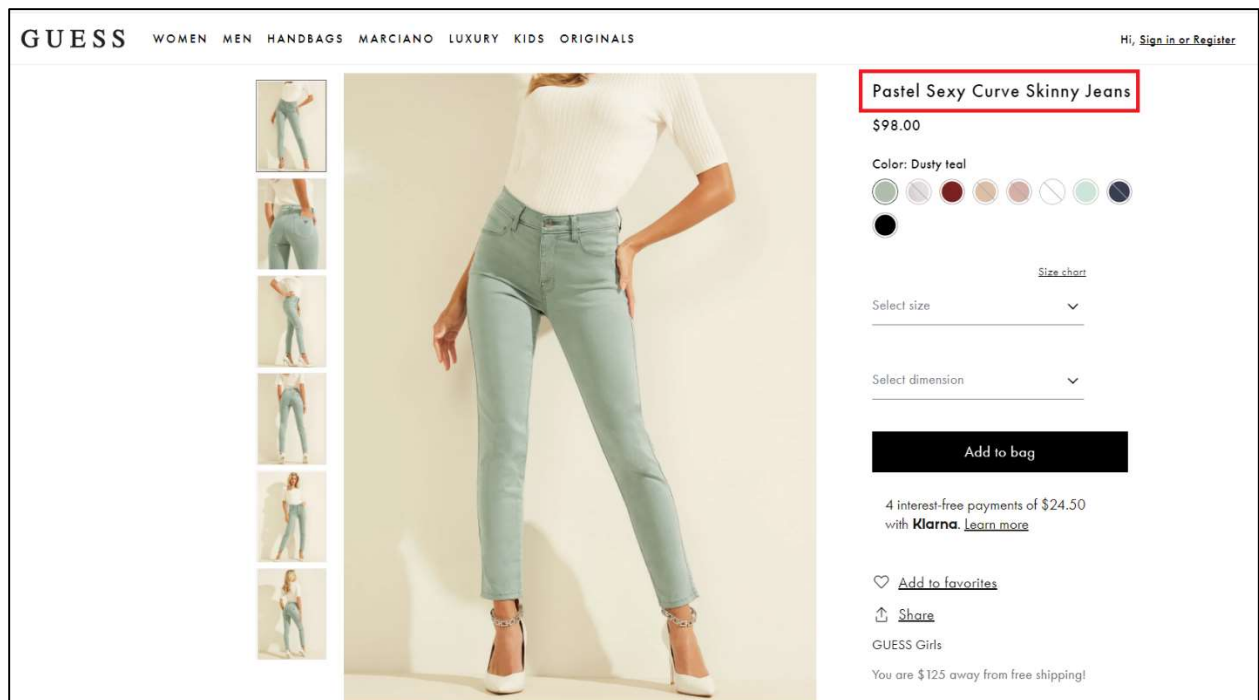 GUESS WOMEN MEN HANDBAGS MARCIANO LUXURY KIDS ORIGINALS Hi, Sign in or Register
Pastel Sexy Curve Skinny Jeans
$98.00
Color: Dusty teal
Size chart
Select size
Select dimension
Add to bag
4 interest-free payments of $24.50
with Klarna. Learn more
Add to favorites
Share
GUESS Girls
You are $125 away from free shipping!